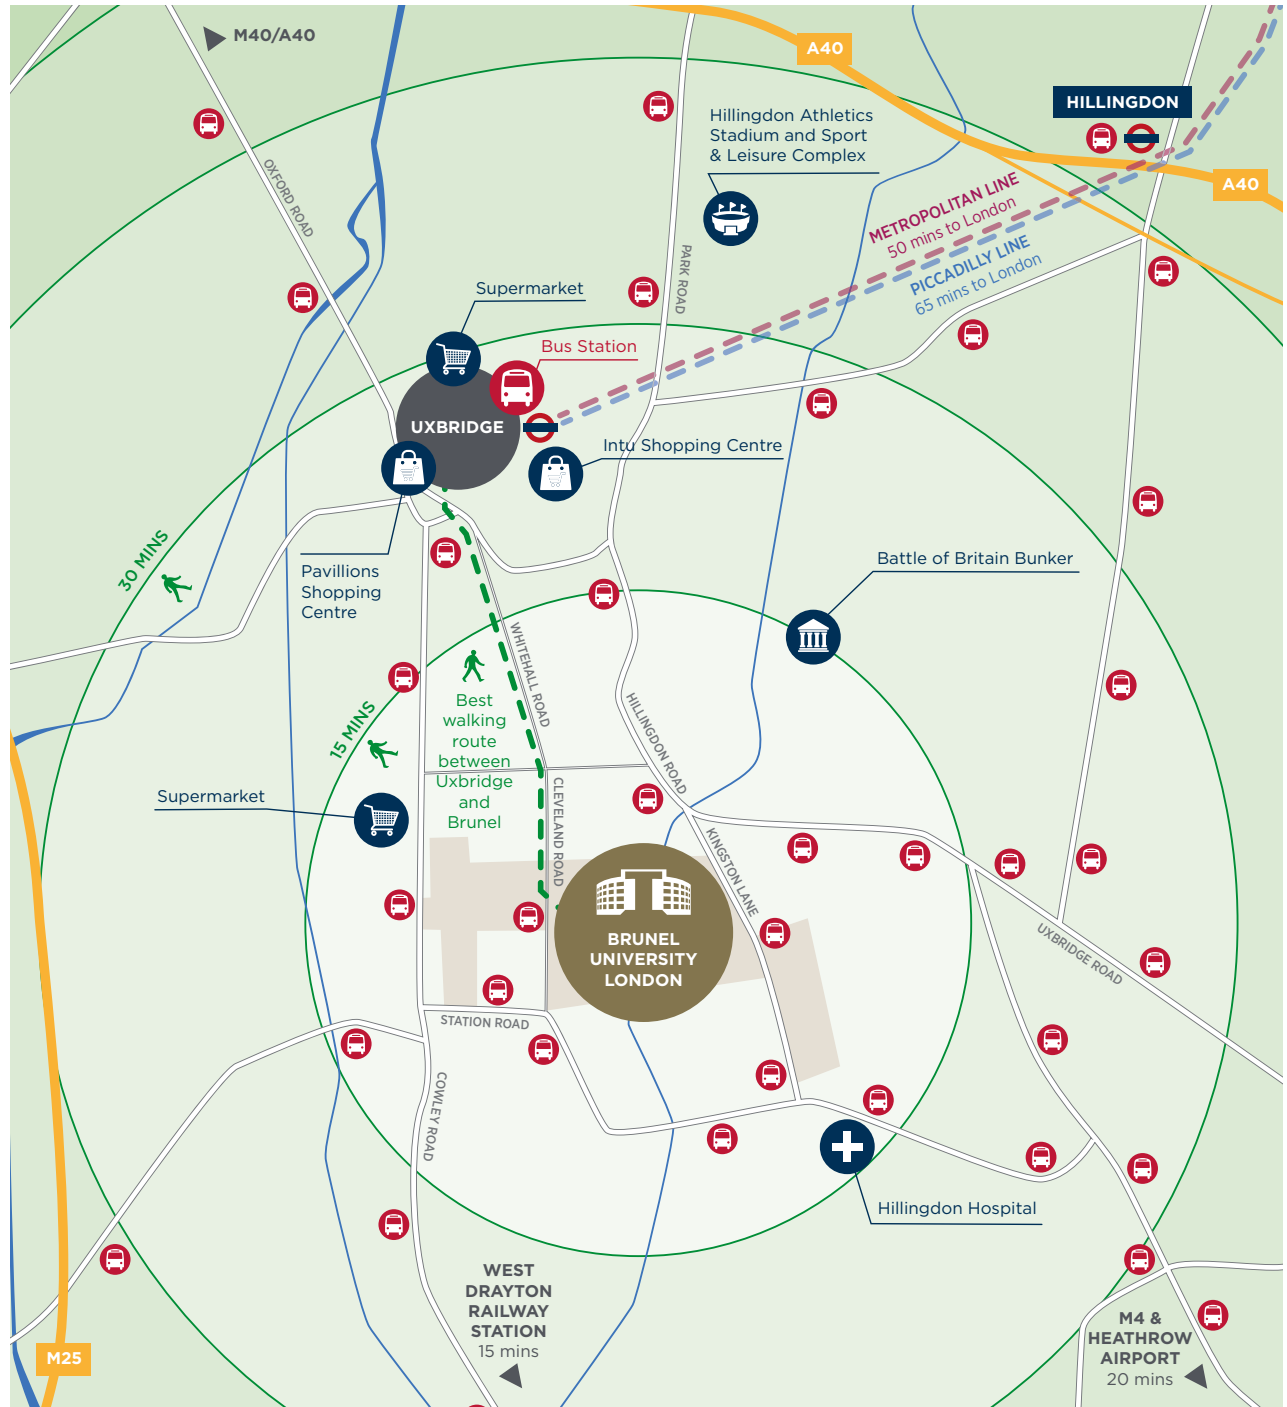 M40/A40
A40
HILLINGDON
Hillingdon Athletics
Stadium and Sport
& Leisure Complex
A40
OXFORD ROAD
METROPOLITAN LINE
50 mins to London
PICCADILLY LINE
65 mins to London
PARK ROAD
Supermarket
Bus Station
UXBRIDGE
Intu Shopping Centre
30 MINS
Pavillions
Shopping
Centre
Battle of Britain Bunker
WHITEHALL ROAD
15 MINS
Best
walking
route
between
Uxbridge
and
Brunel
HILLINGDON ROAD
Supermarket
CLEVELAND ROAD
KINGSTON LANE
BRUNEL
UNIVERSITY
LONDON
UXBRIDGE ROAD
STATION ROAD
COWLEY ROAD
Hillingdon Hospital
WEST
DRAYTON
RAILWAY
STATION
15 mins
M4 &
HEATHROW
AIRPORT
20 mins
M25